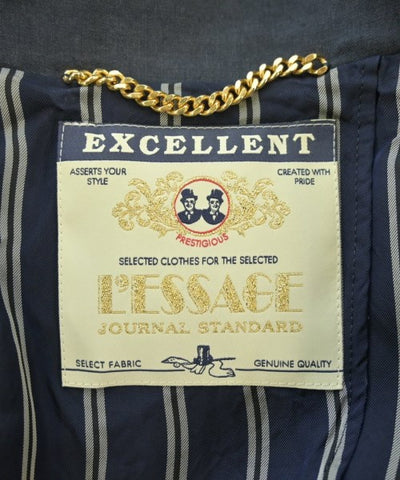 EXCELLENT
ASSERTS YOUR
STYLE
CREATED WITH
PRIDE
PRESTIGIOUS
SELECTED CLOTHES FOR THE SELECTED
L'ESSAGE
JOURNAL STANDARD
SELECT FABRIC
GENUINE QUALITY